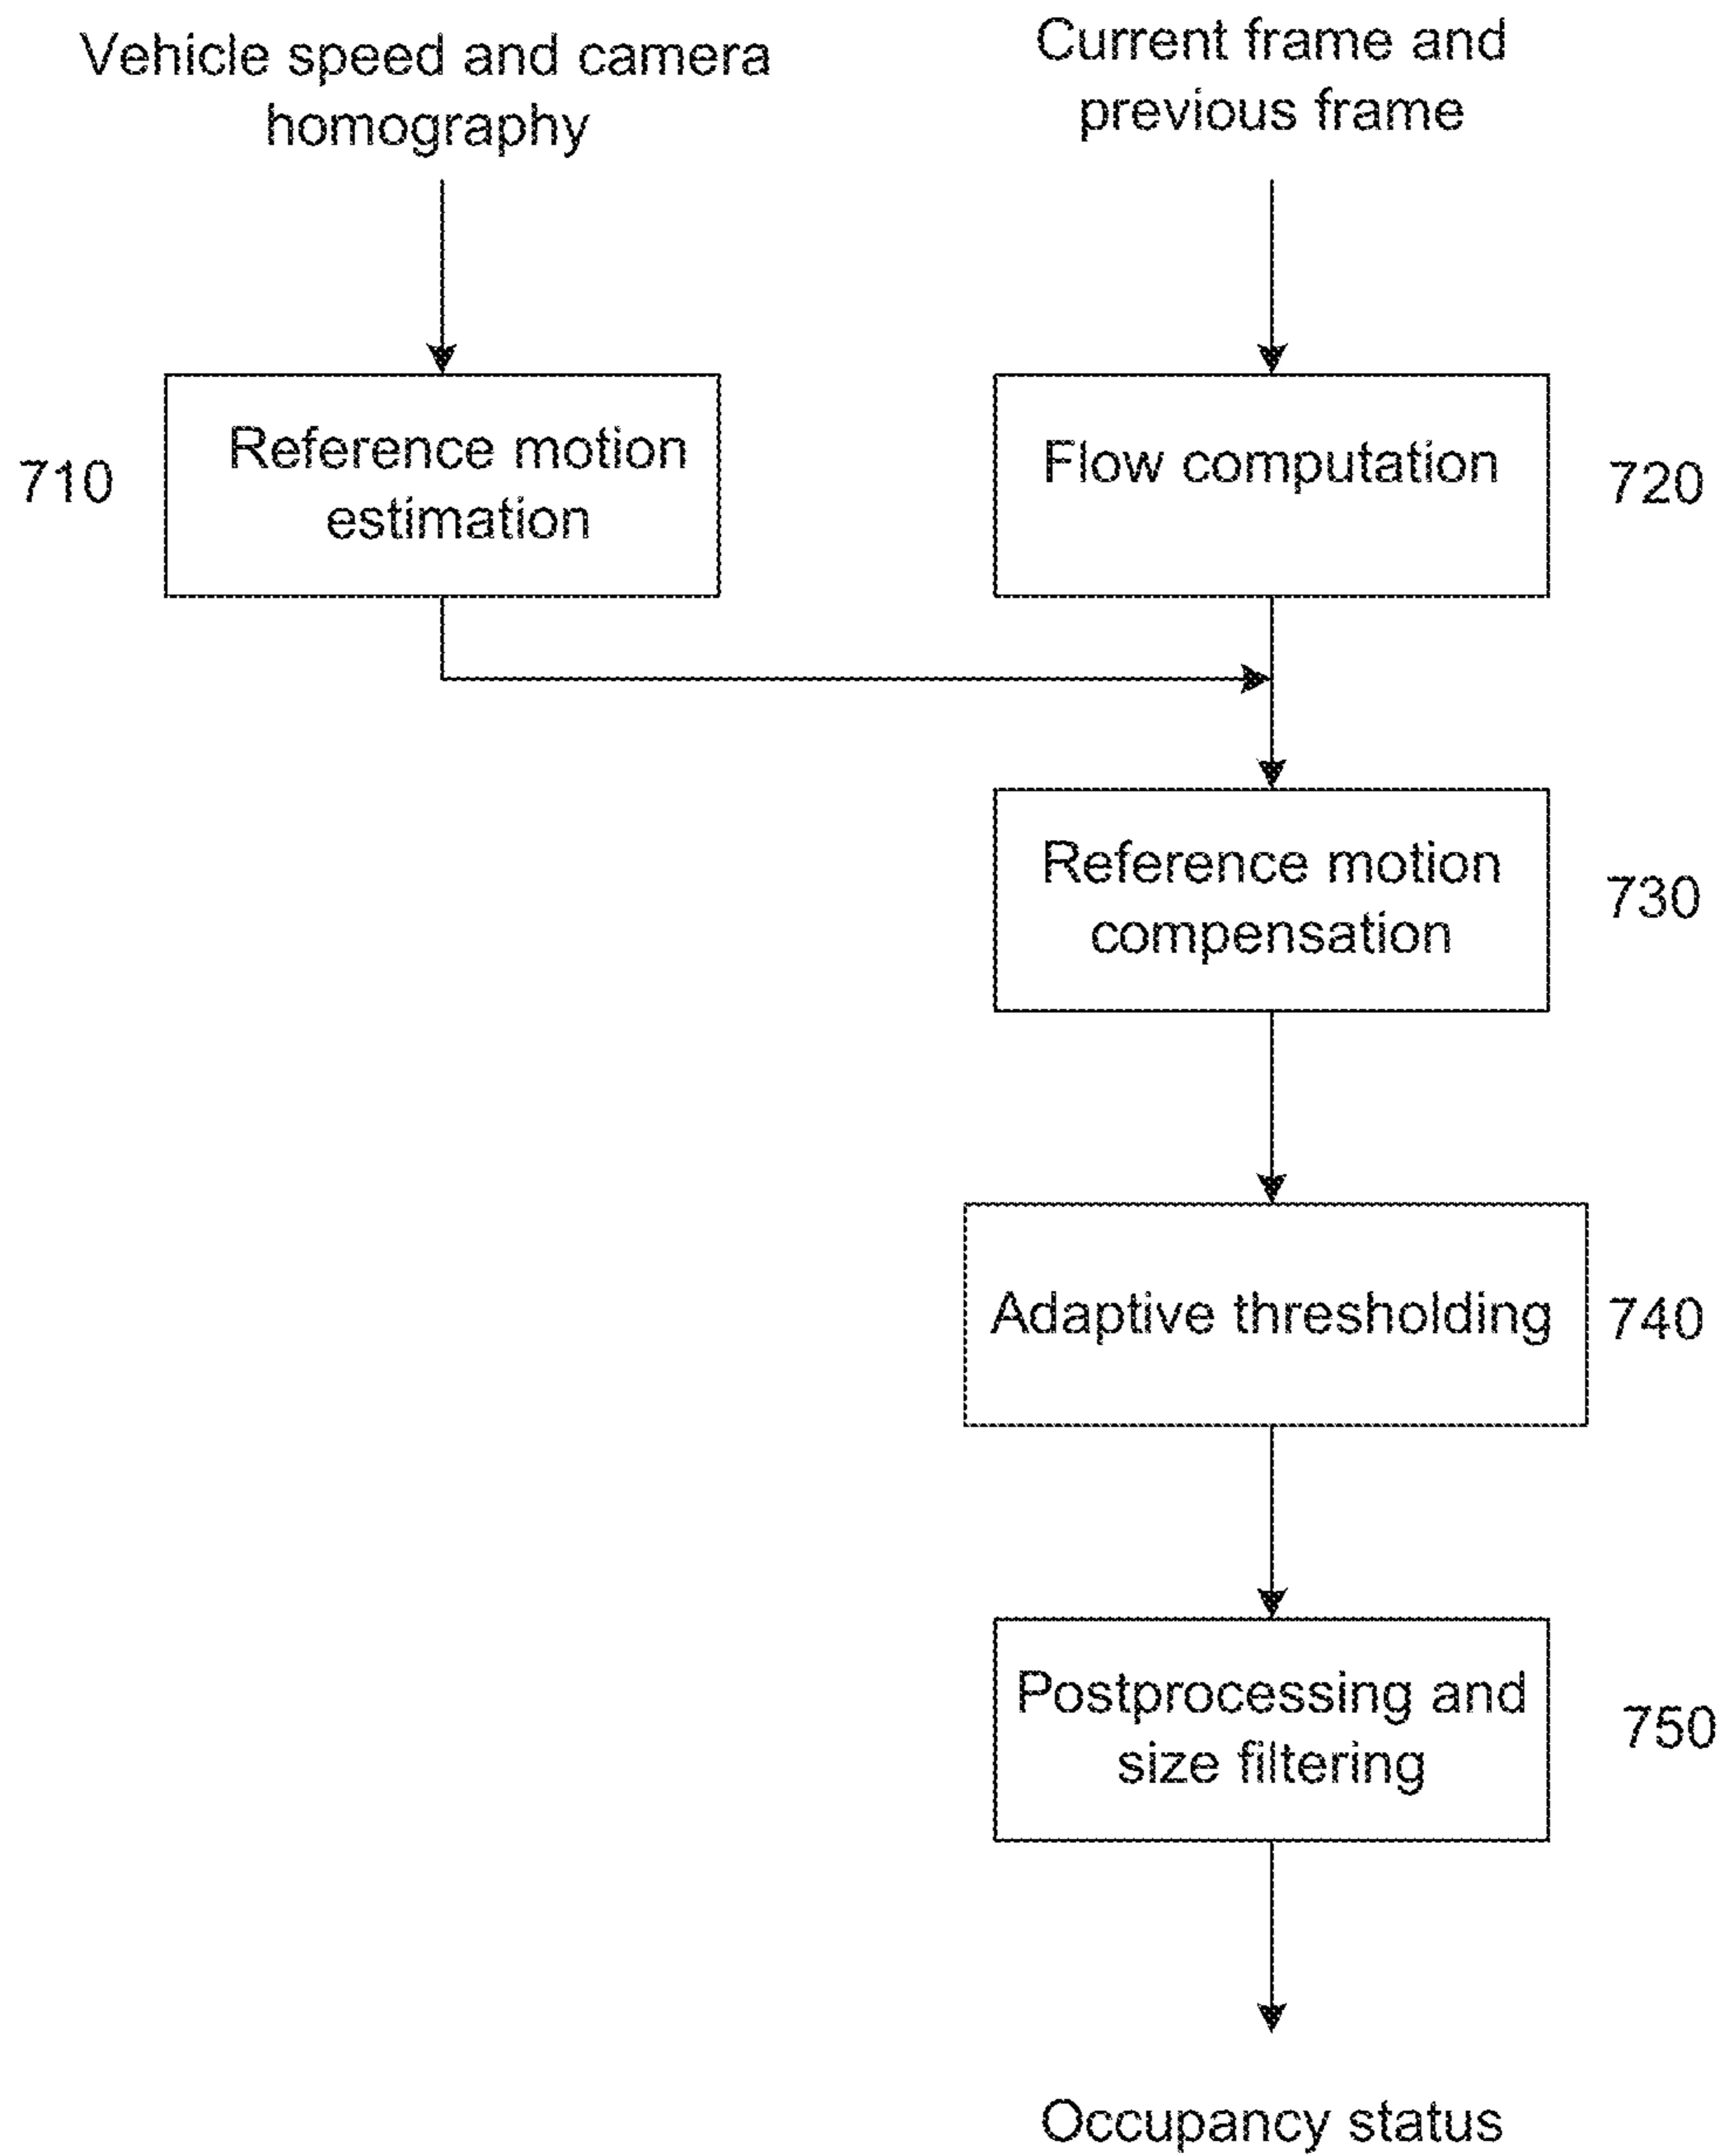 Vehicle speed and camera
homography
Current frame and
previous frame
710
Reference motion
estimation
Flow computation
720
Reference motion
compensation
730
Adaptive thresholding
740
Postprocessing and
size filtering
750
Occupancy status